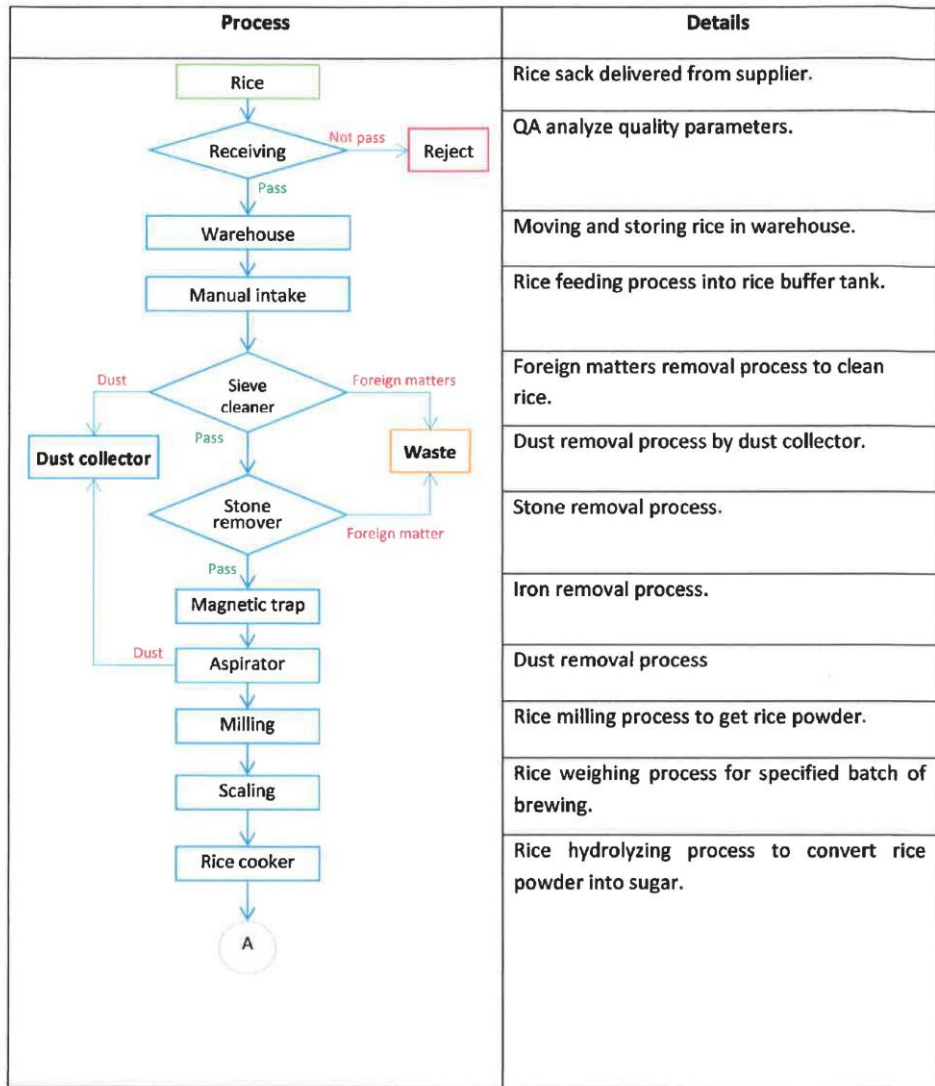 Process
Details
Rice
Rice sack delivered from supplier.
Receiving
Not pass
Reject
QA analyze quality parameters.
Pass
Warehouse
Moving and storing rice in warehouse.
Manual intake
Rice feeding process into rice buffer tank.
Dust
Sieve
cleaner
Foreign matters
Foreign matters removal process to clean
rice.
Pass
Dust collector
Waste
Dust removal process by dust collector.
Stone
remover
Foreign matter
Stone removal process.
Pass
Magnetic trap
Iron removal process.
Dust
Aspirator
Dust removal process
Milling
Rice milling process to get rice powder.
Scaling
Rice weighing process for specified batch of
brewing.
Rice cooker
Rice hydrolyzing process to convert rice
powder into sugar.
A